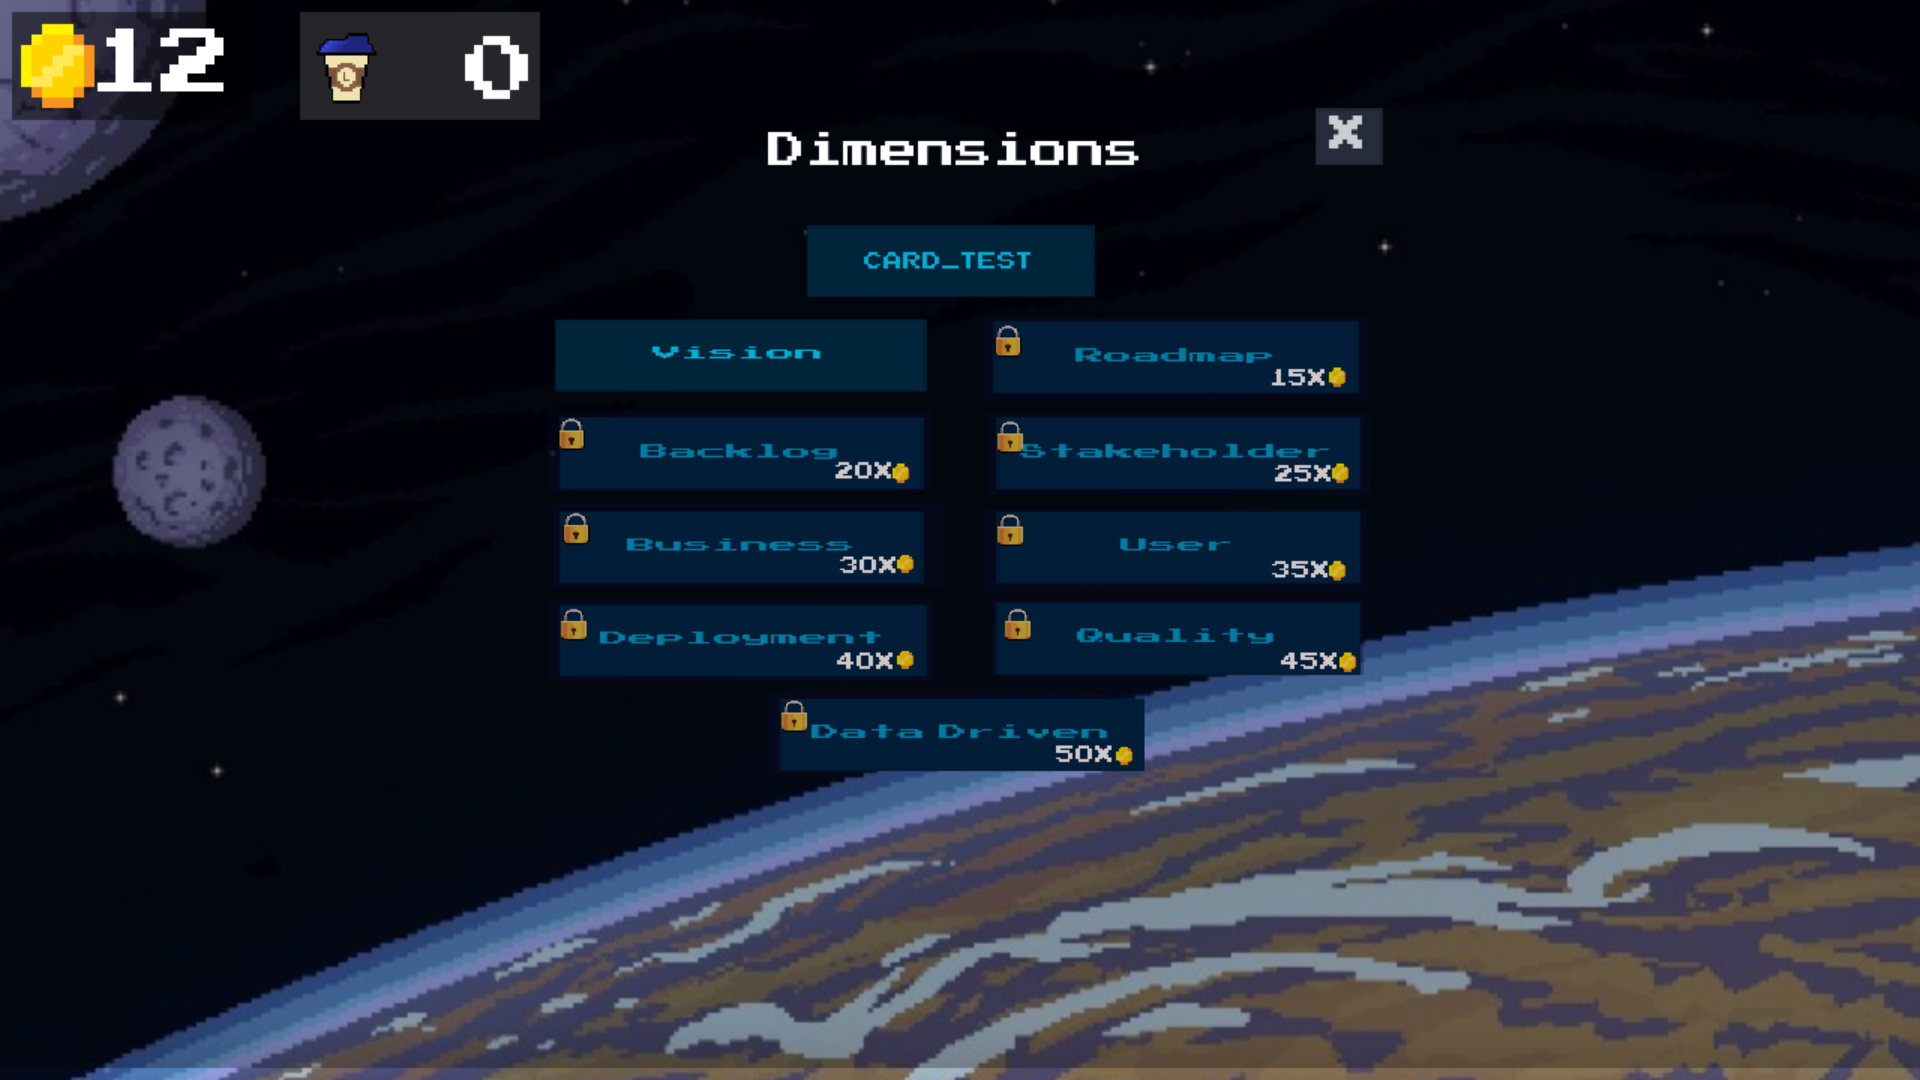 12
L
0
X
Dimensions
CARD_TEST
Vision
Roadmap
15X
Backlog
20X
Stakeholder
25X
Business
30X
User
35X
Deployment
40X
Quality
45X
Data Driven
50X